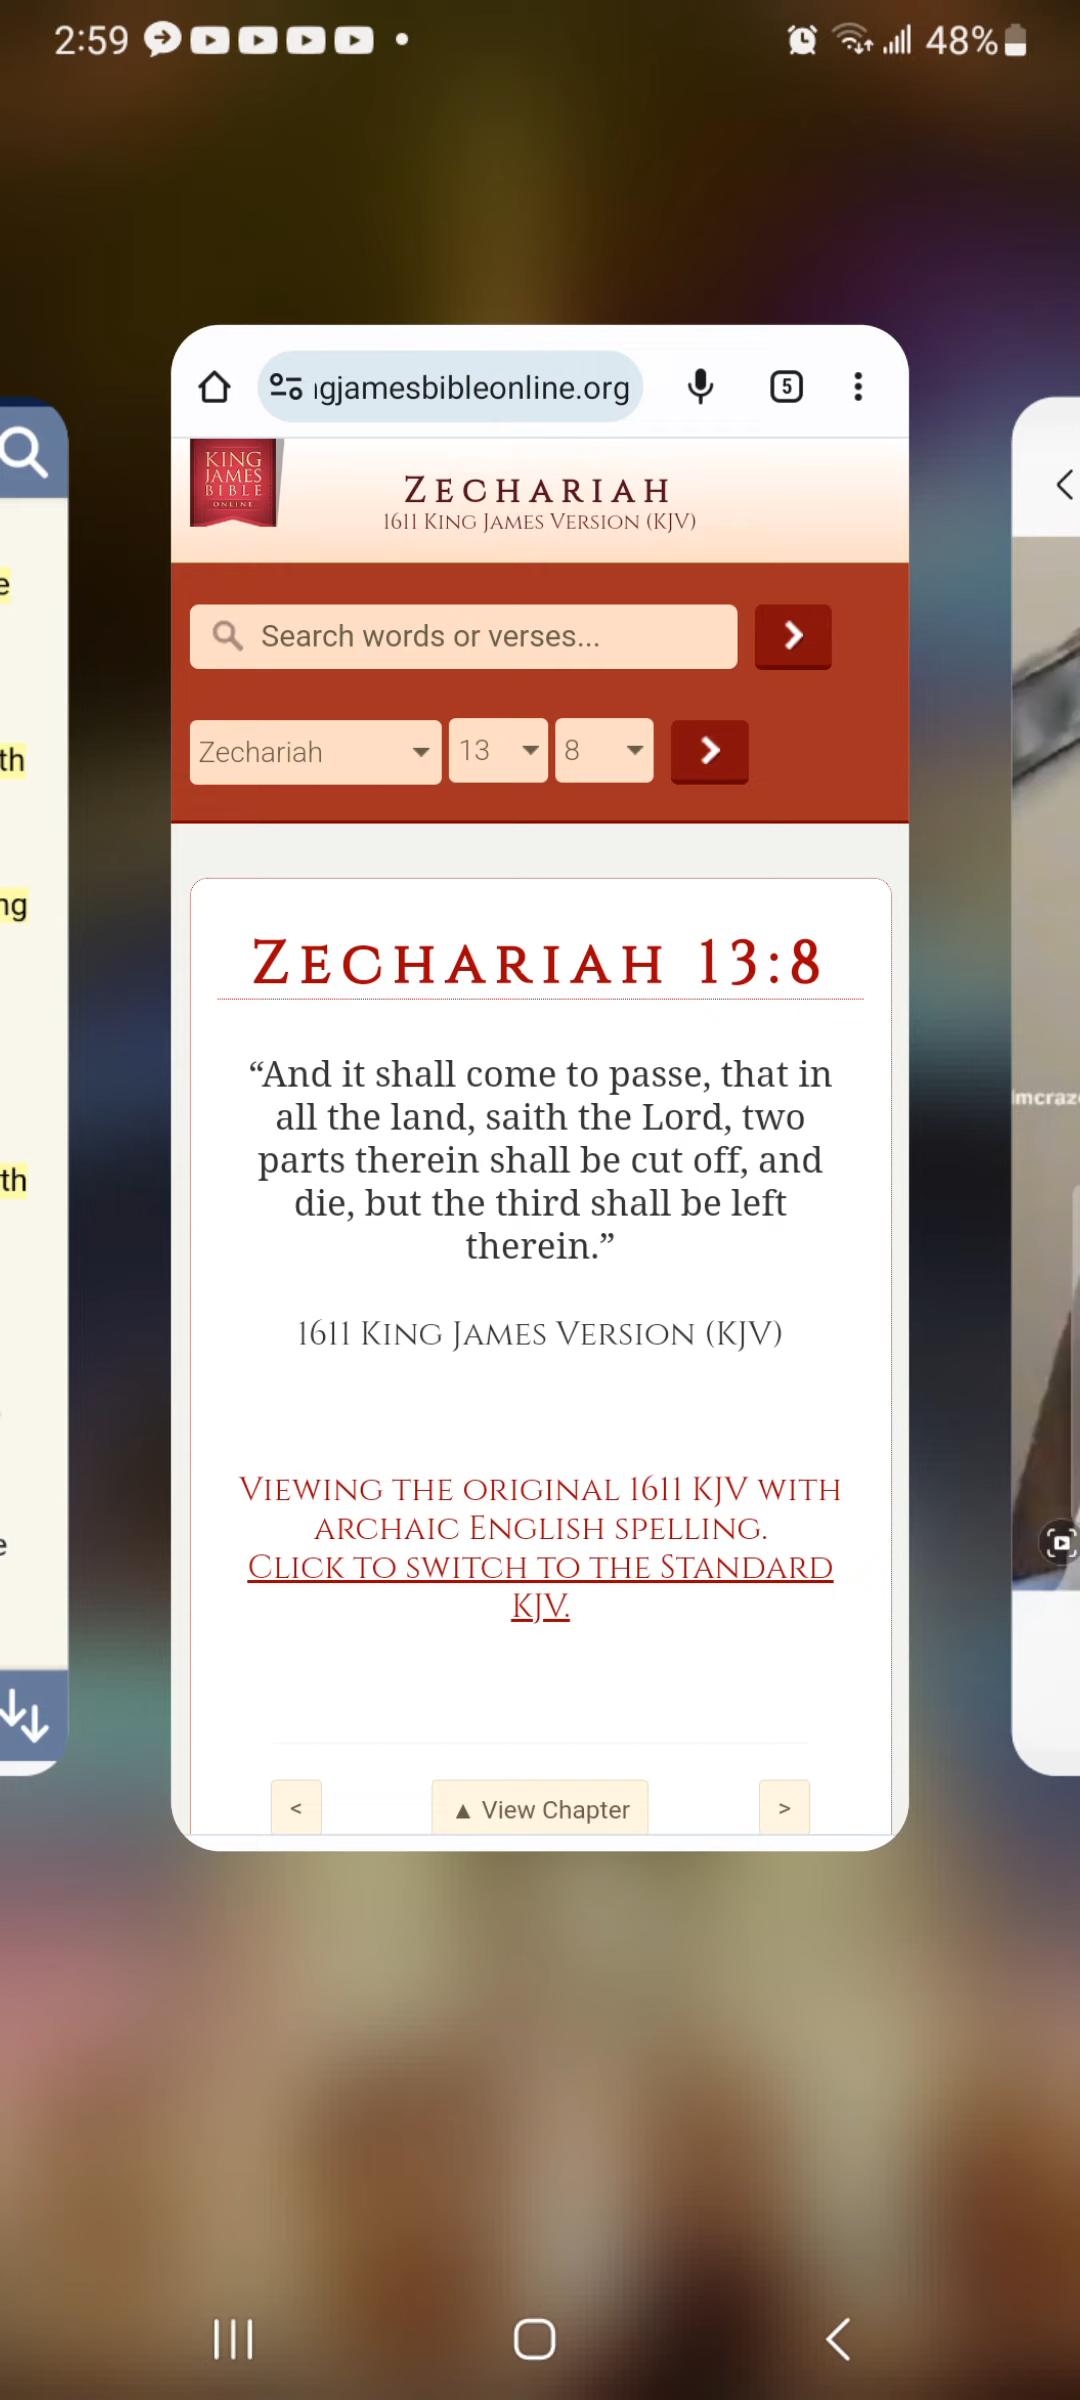 2:59
48%
ngjamesbibleonline.org
5
KING
JAMES
BIBLE
ONLINE
ZECHARIAH
1611 KING JAMES VERSION (KJV)
Search words or verses...
Zechariah 13 8
ZECHARIAH 13:8
“And it shall come to passe, that in
all the land, saith the Lord, two
parts therein shall be cut off, and
die, but the third shall be left
therein.”
1611 KING JAMES VERSION (KJV)
VIEWING THE ORIGINAL 1611 KJV WITH
ARCHAIC ENGLISH SPELLING.
CLICK TO SWITCH TO THE STANDARD
KJV.
< ▲ View Chapter >
e
th
ng
th
e